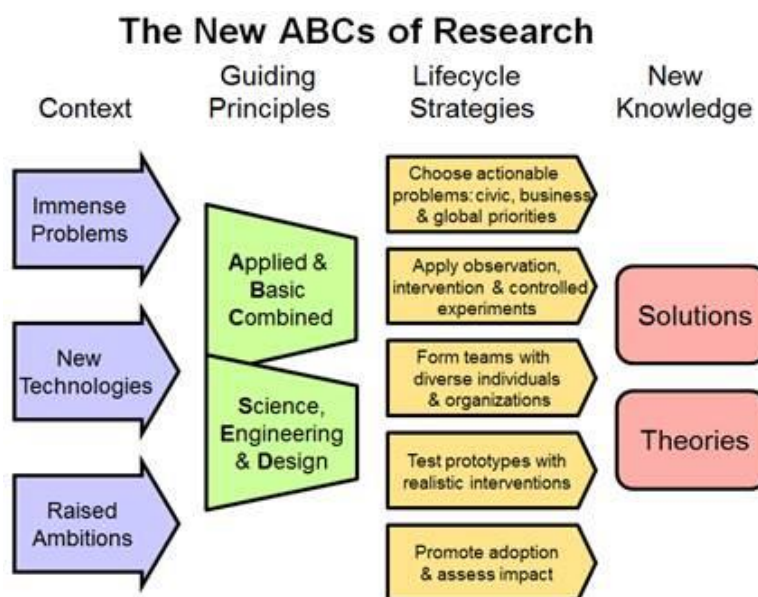 The New ABCs of Research
Context
Guiding
Principles
Lifecycle
Strategies
New
Knowledge
Immense
Problems
New
Technologies
Raised
Ambitions
Applied &
Basic
Combined
Science,
Engineering
& Design
Choose actionable
problems: civic, business
& global priorities
Apply observation,
intervention & controlled
experiments
Form teams with
diverse individuals
& organizations
Test prototypes with
realistic interventions
Promote adoption
& assess impact
Solutions
Theories